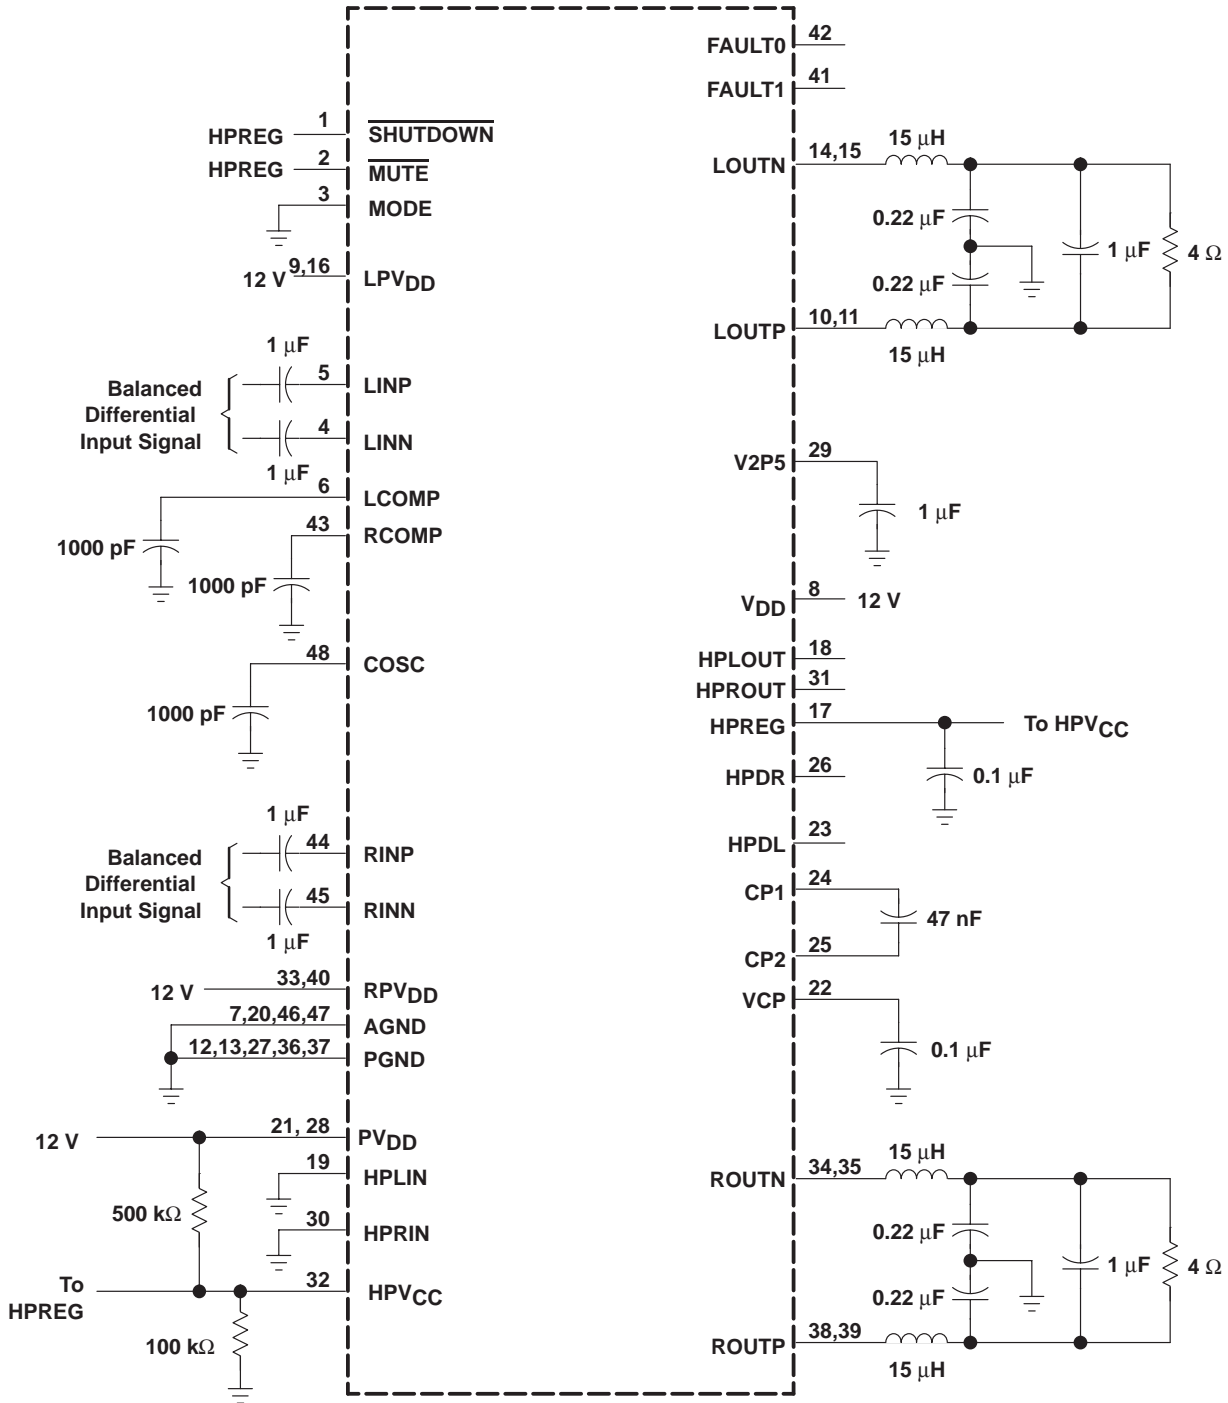 FAULT0
42
FAULT1
41
HPREG
1
SHUTDOWN
HPREG
2
MUTE
3
MODE
12 V
9,16
LPVDD
1 μF
5
LINP
Balanced
Differential
Input Signal
4
LINN
1 μF
6
LCOMP
1000 pF
43
RCOMP
1000 pF
48
COSC
1000 pF
1 μF
44
RINP
Balanced
Differential
Input Signal
45
RINN
1 μF
12 V
33,40
RPVDD
7,20,46,47
AGND
12,13,27,36,37
PGND
12 V
21, 28
PVDD
19
HPLIN
500 kΩ
30
HPRIN
To
HPREG
32
HPVCC
100 kΩ
LOUTN
14,15
15 μH
0.22 μF
0.22 μF
1 μF
4 Ω
LOUTP
10,11
15 μH
V2P5
29
1 μF
VDD
8
12 V
HPLOUT
18
HPROUT
31
HPREG
17
To HPVCC
0.1 μF
HPDR
26
HPDL
23
CP1
24
47 nF
CP2
25
VCP
22
0.1 μF
ROUTN
34,35
15 μH
0.22 μF
0.22 μF
1 μF
4 Ω
ROUTP
38,39
15 μH